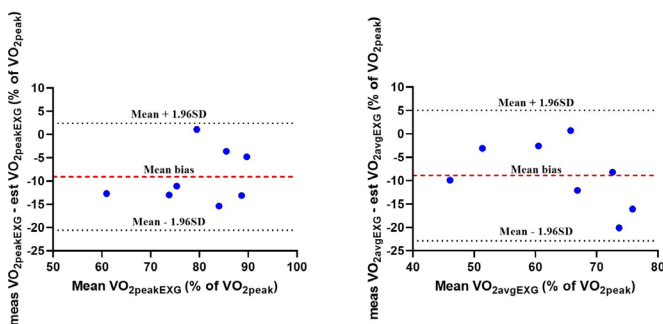 meas VO2peakEXG - est VO2peakEXG (% of VO2peak)
10
5
0
-5
-10
-15
-20
-25
Mean + 1.96SD
Mean bias
Mean - 1.96SD
50 60 70 80 90 100
Mean VO2peakEXG (% of VO2peak)
meas VO2avgEXG - est VO2avgEXG (% of VO2peak)
10
5
0
-5
-10
-15
-20
-25
Mean + 1.96SD
Mean bias
Mean - 1.96SD
40 50 60 70 80
Mean VO2avgEXG (% of VO2peak)